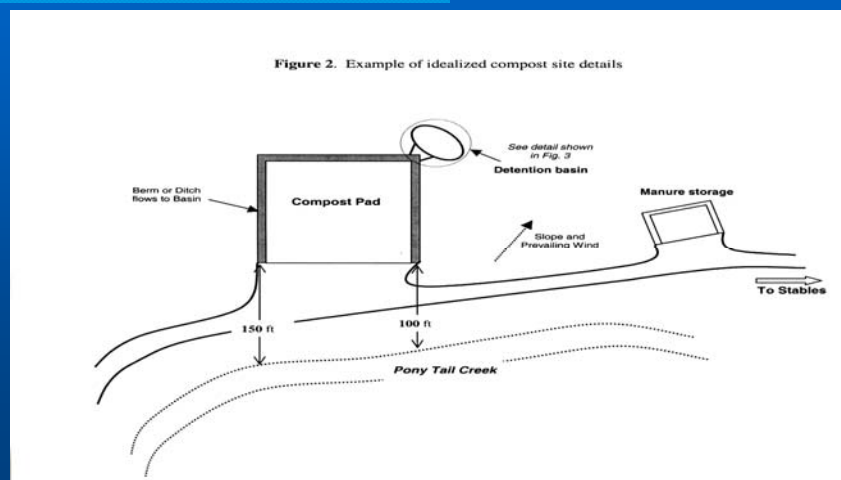 Figure 2. Example of idealized compost site details
See detail shown
in Fig. 3
Detention basin
Berm or Ditch
flows to Basin
Compost Pad
Manure storage
Slope and
Prevailing Wind
To Stables
150 ft
100 ft
Pony Tail Creek